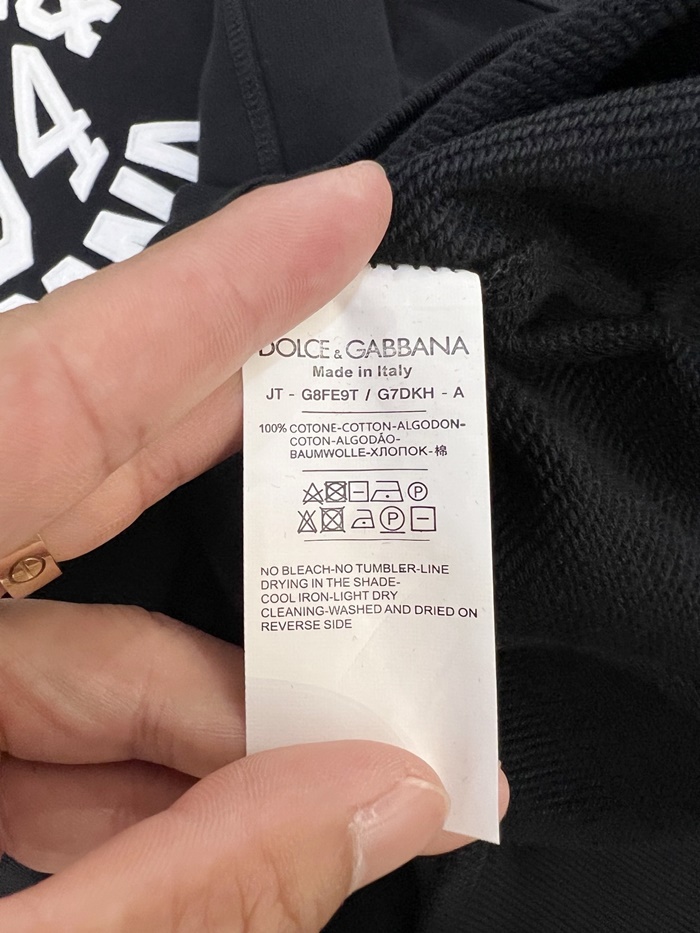 &
4
DOLCE & GABBANA
Made in Italy
JT - G8FE9T / G7DKH - A
100% COTONE-COTTON-ALGODON-
COTON-ALGODÃO-
BAUMWOLLE-ХЛОПОК-棉
P
P
NO BLEACH-NO TUMBLER-LINE
DRYING IN THE SHADE-
COOL IRON-LIGHT DRY
CLEANING-WASHED AND DRIED ON
REVERSE SIDE